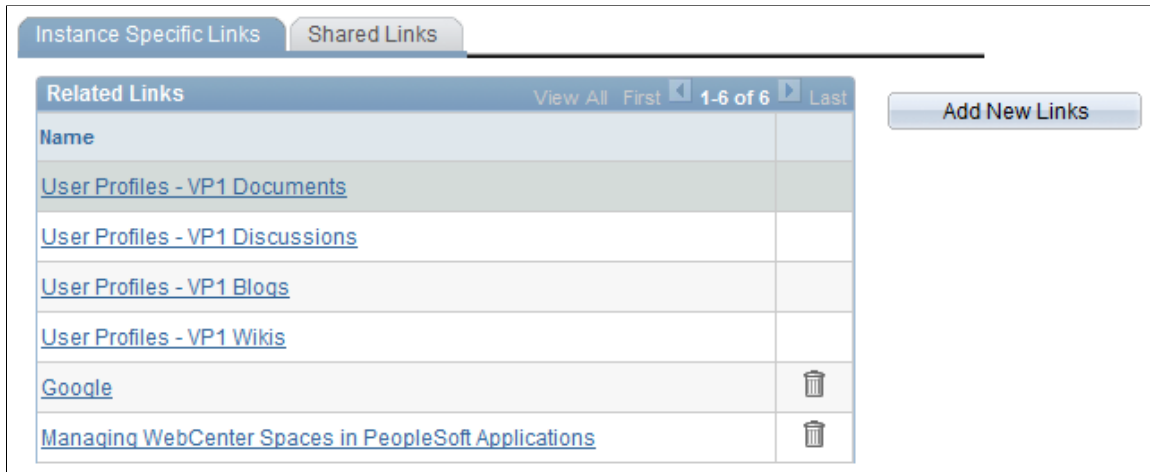 Instance Specific Links Shared Links
Related Links View All First 1-6 of 6 Last
Add New Links
Name
User Profiles - VP1 Documents
User Profiles - VP1 Discussions
User Profiles - VP1 Blogs
User Profiles - VP1 Wikis
Google
Managing WebCenter Spaces in PeopleSoft Applications